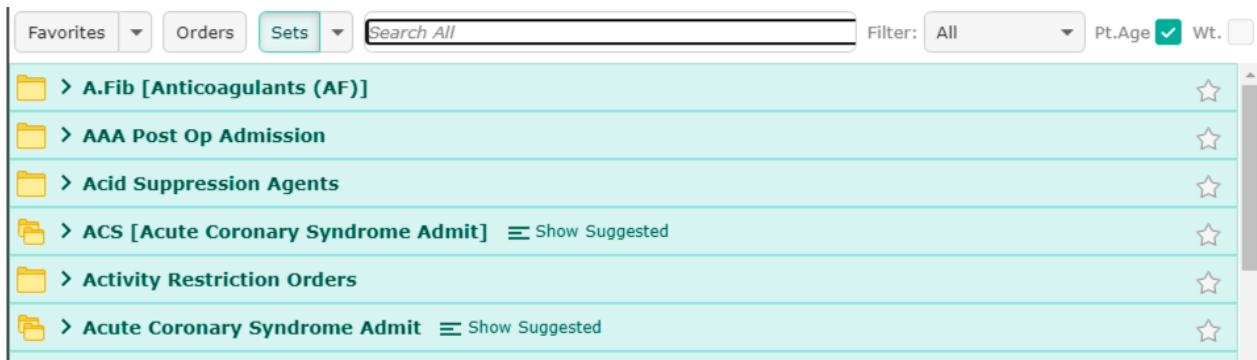 Favorites Orders Sets Search All Filter: All Pt.Age Wt.
A.Fib [Anticoagulants (AF)]
AAA Post Op Admission
Acid Suppression Agents
ACS [Acute Coronary Syndrome Admit] Show Suggested
Activity Restriction Orders
Acute Coronary Syndrome Admit Show Suggested